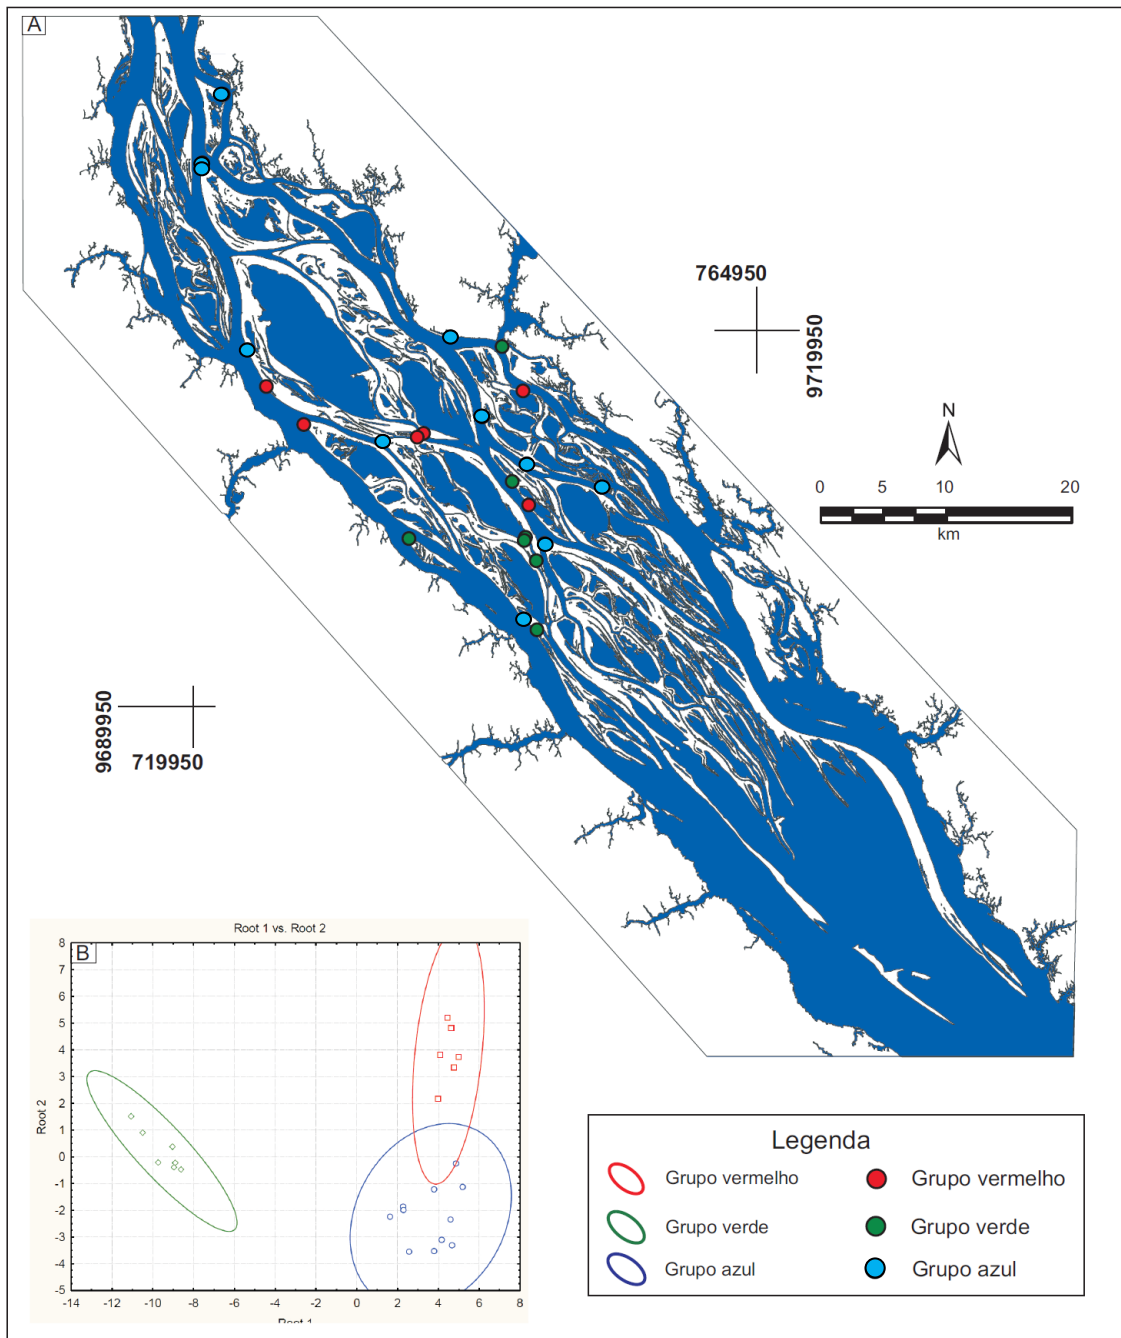 A
764950
9719950
N
0 5 10 20
km
9689950
719950
Root 1 vs. Root 2
B
8
7
6
5
4
3
2
1
0
-1
-2
-3
-4
-5
Root 2
-14 -12 -10 -8 -6 -4 -2 0 2 4 6 8
Root 1
Legenda
Grupo vermelho Grupo vermelho
Grupo verde Grupo verde
Grupo azul Grupo azul